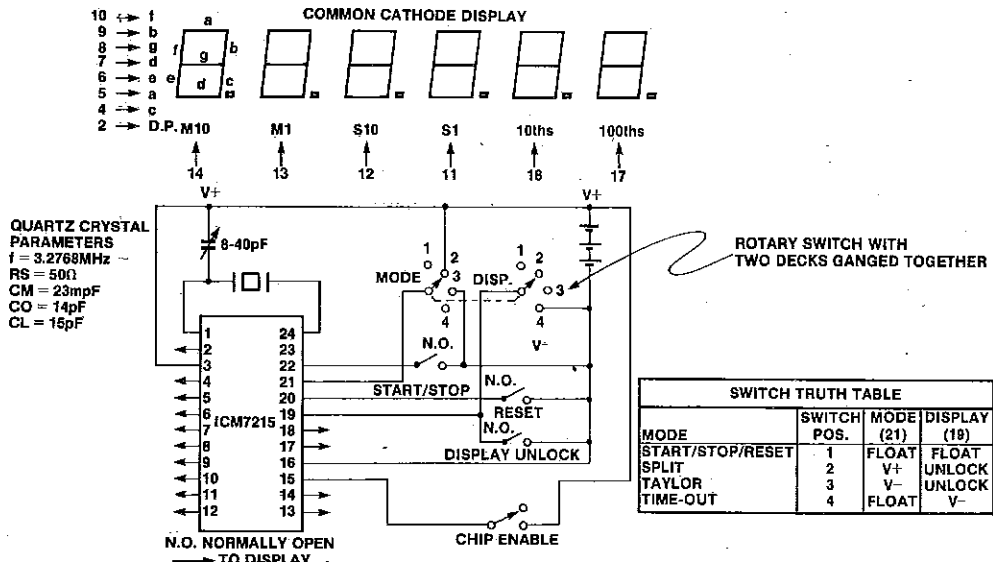 COMMON CATHODE DISPLAY
10 ↔ f
9 → b
8 → g
7 → d
6 → e
5 → a
4 → c
2 → D.P.
a
f
b
g
e
d
c
M10
M1
S10
S1
10ths
100ths
14
13
12
11
18
17
V+
V+
QUARTZ CRYSTAL
PARAMETERS
f = 3.2768MHz
RS = 50Ω
CM = 23mpF
CO = 14pF
CL = 15pF
8-40pF
MODE
1
2
3
4
DISP.
1
2
3
4
V-
ROTARY SWITCH WITH
TWO DECKS GANGED TOGETHER
1
2
3
4
5
6
7
8
9
10
11
12
ICM7215
24
23
22
21
20
19
18
17
16
15
14
13
N.O.
START/STOP
N.O.
RESET
N.O.
DISPLAY UNLOCK
CHIP ENABLE
N.O. NORMALLY OPEN
→ TO DISPLAY
SWITCH TRUTH TABLE
MODE SWITCH POS. MODE (21) DISPLAY (19)
START/STOP/RESET 1 FLOAT FLOAT
SPLIT 2 V+ UNLOCK
TAYLOR 3 V- UNLOCK
TIME-OUT 4 FLOAT V-